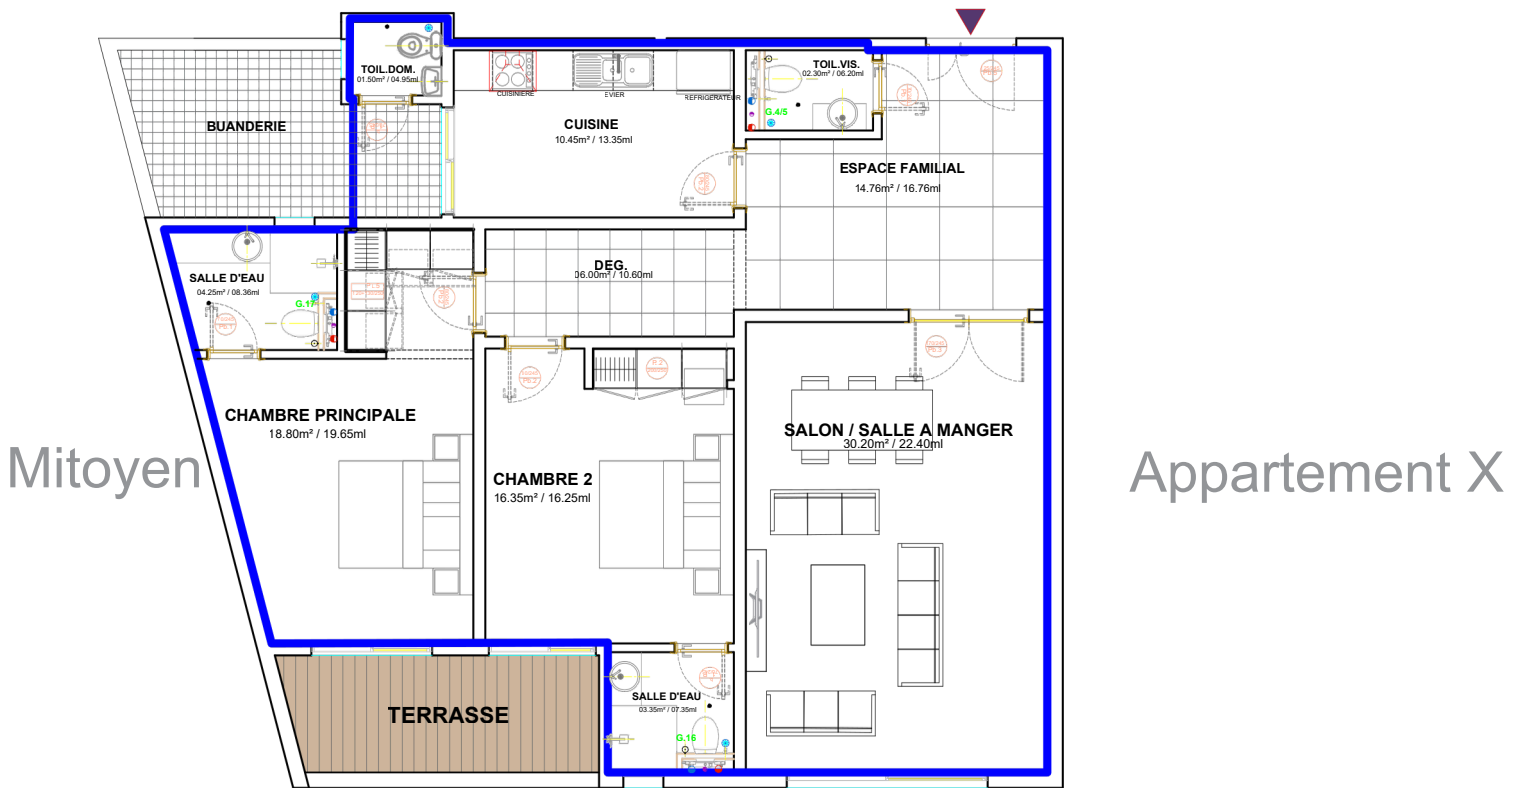 TOIL.DOM.
01.50m² / 04.95ml
CUISINIERE
EVIER
REFRIGERATEUR
TOIL.VIS.
02.30m² / 06.20ml
G.4/5
BUANDERIE
CUISINE
10.45m² / 13.35ml
ESPACE FAMILIAL
14.76m² / 16.76ml
SALLE D'EAU
04.25m² / 08.36ml
G.17
DEG.
06.00m² / 10.60ml
P.2
CHAMBRE PRINCIPALE
18.80m² / 19.65ml
SALON / SALLE A MANGER
30.20m² / 22.40ml
Mitoyen
CHAMBRE 2
16.35m² / 16.25ml
Appartement X
SALLE D'EAU
03.35m² / 07.35ml
G.16
TERRASSE